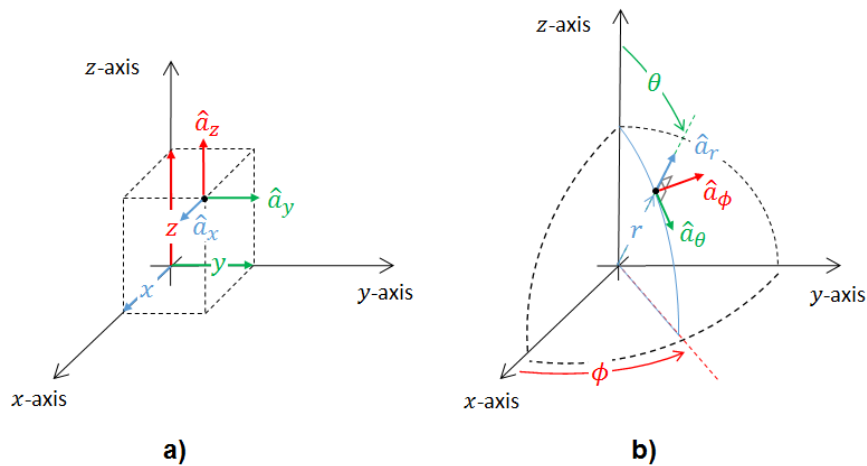 z-axis
â_z
â_y
â_x
z
y
x
y-axis
x-axis
a)
z-axis
θ
â_r
â_ϕ
â_θ
r
y-axis
ϕ
x-axis
b)